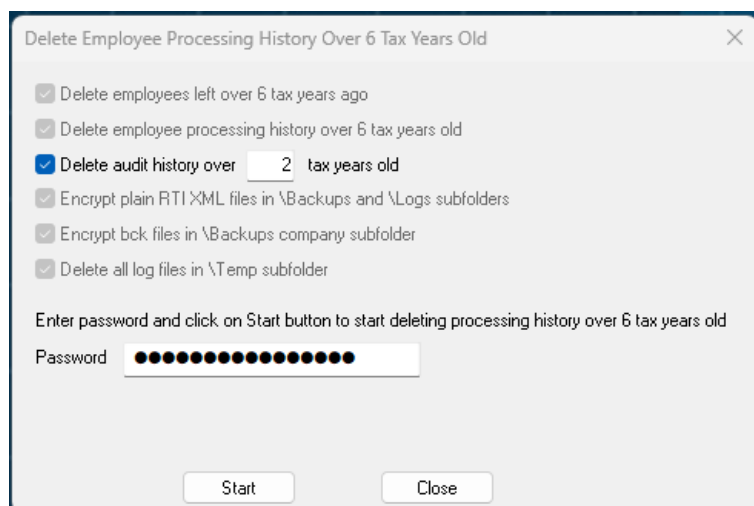 Delete Employee Processing History Over 6 Tax Years Old
Delete employees left over 6 tax years ago
Delete employee processing history over 6 tax years old
Delete audit history over 2 tax years old
Encrypt plain RTI XML files in \Backups and \Logs subfolders
Encrypt bck files in \Backups company subfolder
Delete all log files in \Temp subfolder
Enter password and click on Start button to start deleting processing history over 6 tax years old
Password ●●●●●●●●●●●●●●●●
Start Close